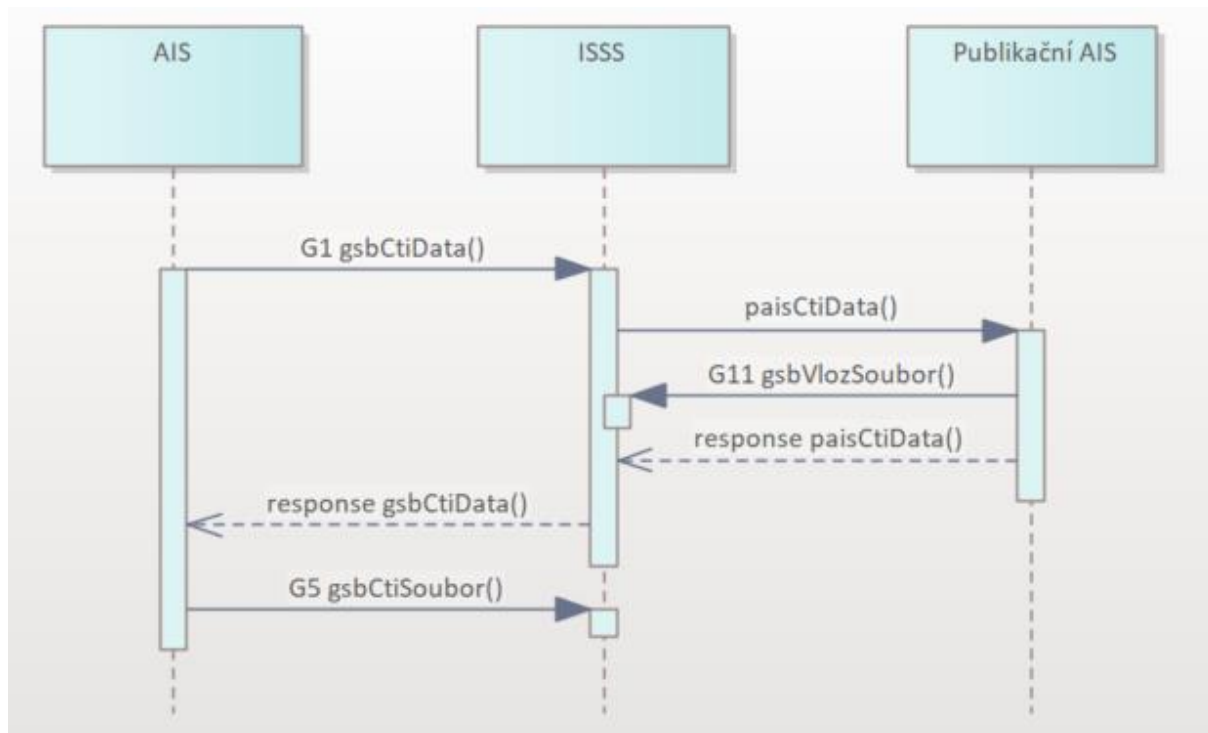 AIS
ISSS
Publikační AIS
G1 gsbCtiData()
paisCtiData()
G11 gsbVlozSoubor()
response paisCtiData()
response gsbCtiData()
G5 gsbCtiSoubor()